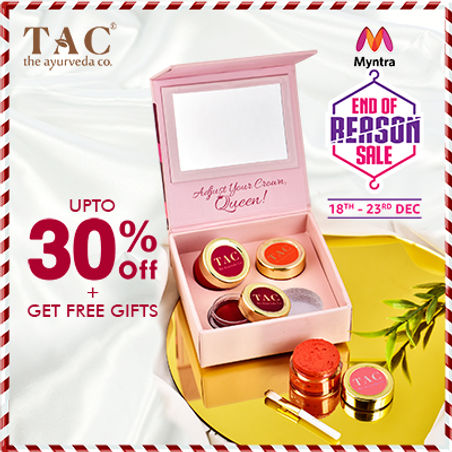 TAC®
the ayurveda co.
Myntra
END OF
REASON
SALE
18TH - 23RD DEC
Adjust Your Crown,
Queen!
UPTO
30%
Off
+
GET FREE GIFTS
TAC
TAC
TAC
TAC